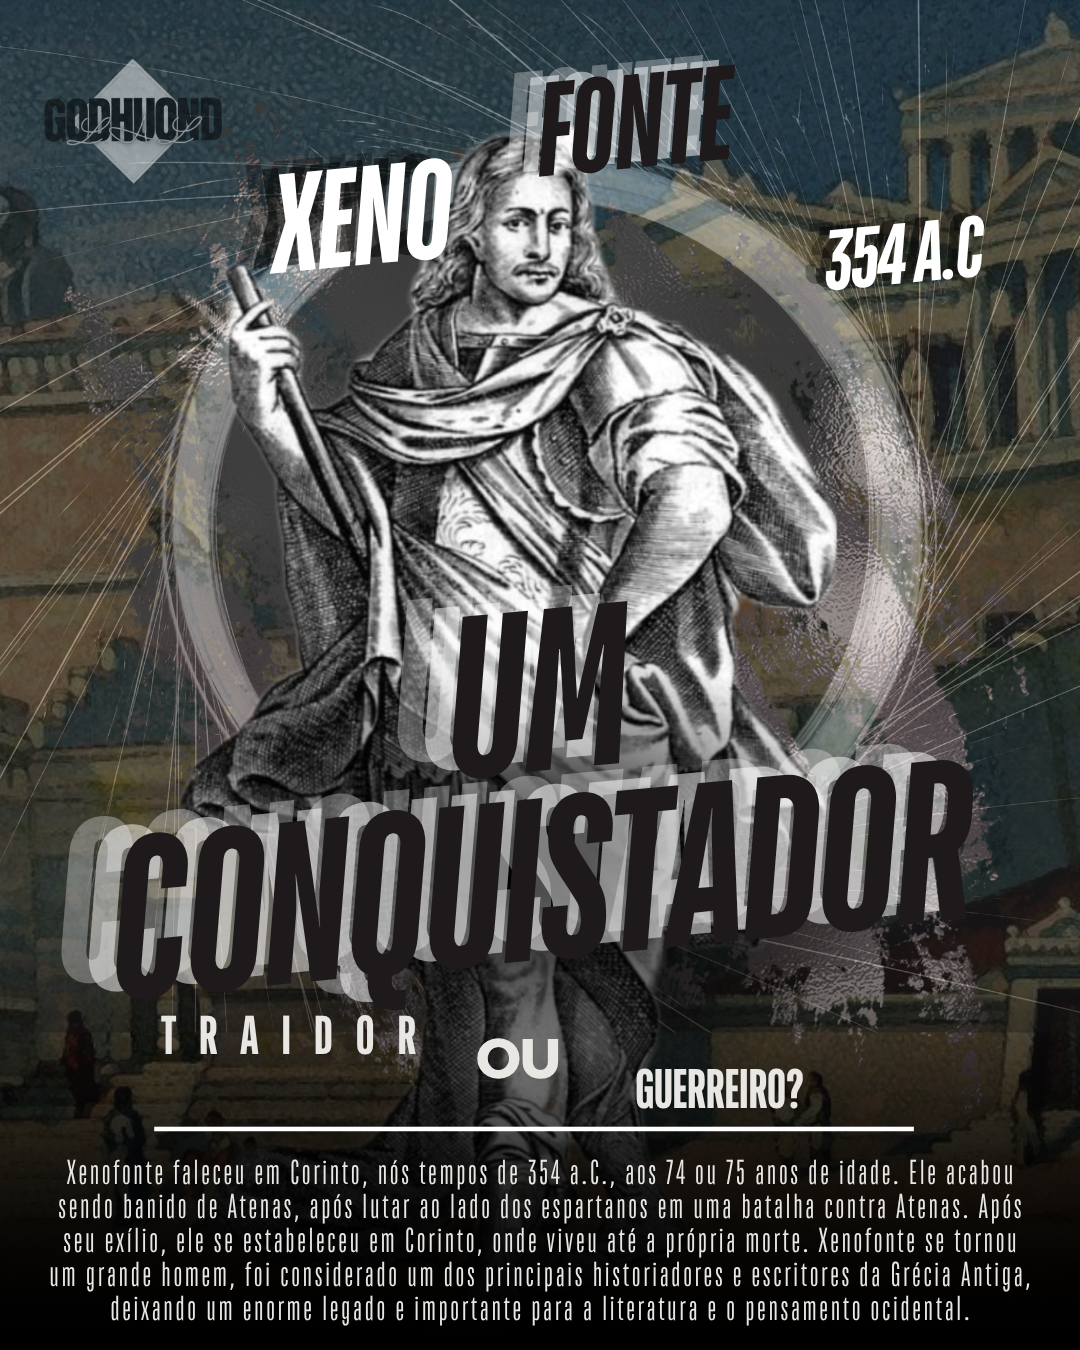 GODHUOND
XENO
FONTE
354 A.C
UM
CONQUISTADOR
TRAIDOR
OU
GUERREIRO?
Xenofonte faleceu em Corinto, nós tempos de 354 a.C., aos 74 ou 75 anos de idade. Ele acabou
sendo banido de Atenas, após lutar ao lado dos espartanos em uma batalha contra Atenas. Após
seu exílio, ele se estabeleceu em Corinto, onde viveu até a própria morte. Xenofonte se tornou
um grande homem, foi considerado um dos principais historiadores e escritores da Grécia Antiga,
deixando um enorme legado e importante para a literatura e o pensamento ocidental.